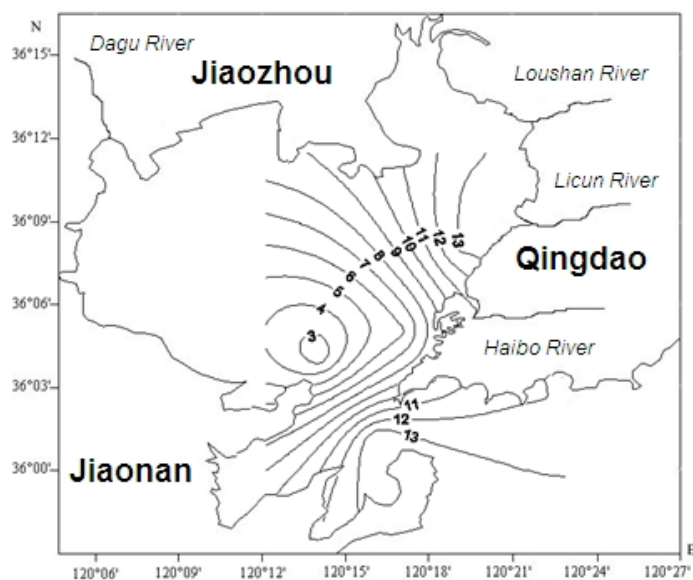 N
36°15'
Dagu River
Jiaozhou
Loushan River
36°12'
Licun River
36°09'
13
12
11
10
9
8
7
6
5
4
3
Qingdao
36°06'
Haibo River
36°03'
11
12
13
Jiaonan
36°00'
E
120°06' 120°09' 120°12' 120°15' 120°18' 120°21' 120°24' 120°27'